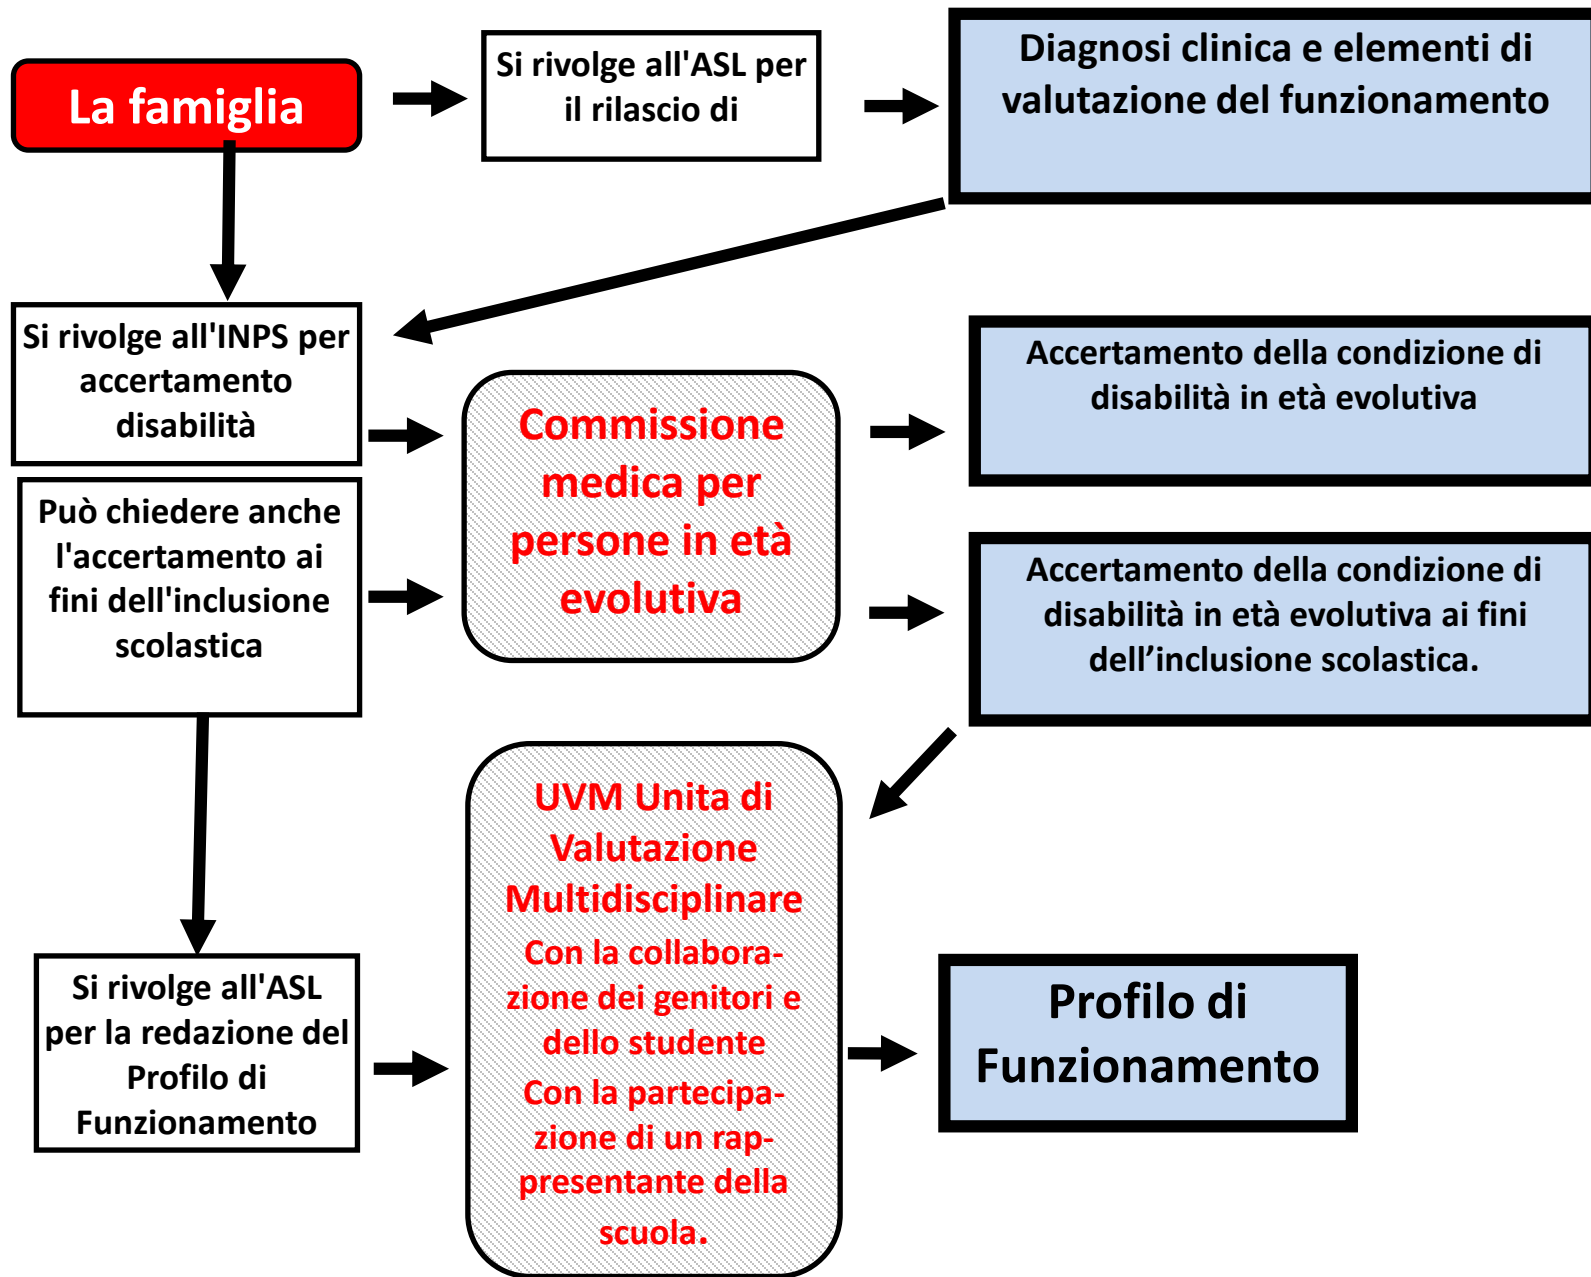 La famiglia
Si rivolge all'ASL per
il rilascio di
Diagnosi clinica e elementi di
valutazione del funzionamento
Si rivolge all'INPS per
accertamento
disabilità
Può chiedere anche
l'accertamento ai
fini dell'inclusione
scolastica
Commissione
medica per
persone in età
evolutiva
Accertamento della condizione di
disabilità in età evolutiva
Accertamento della condizione di
disabilità in età evolutiva ai fini
dell’inclusione scolastica.
Si rivolge all'ASL
per la redazione del
Profilo di
Funzionamento
UVM Unita di
Valutazione
Multidisciplinare
Con la collabora-
zione dei genitori e
dello studente
Con la partecipa-
zione di un rap-
presentante della
scuola.
Profilo di
Funzionamento